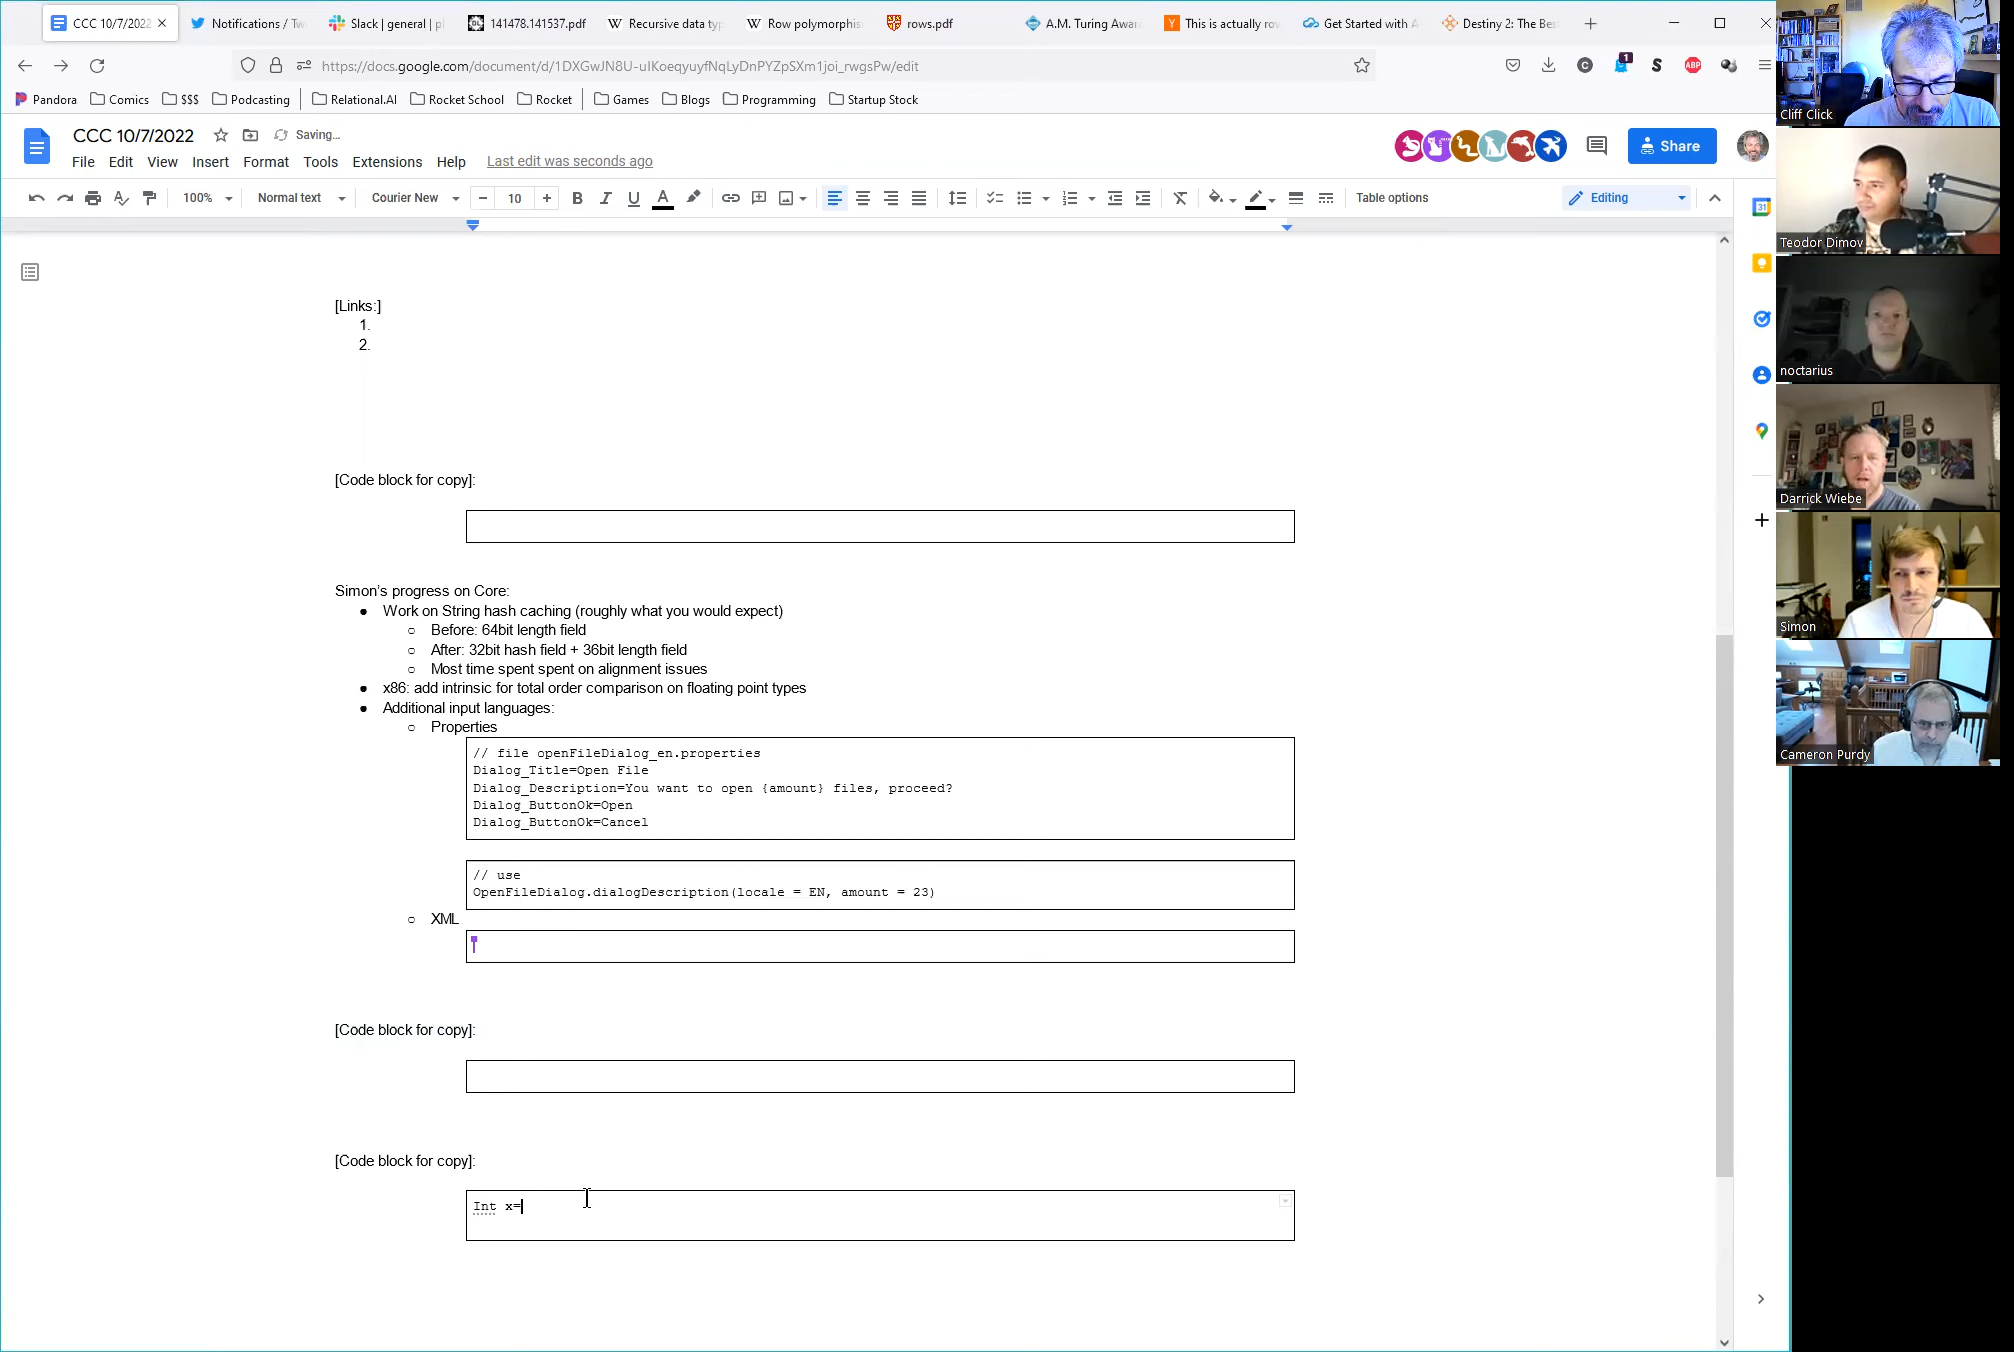 CCC 10/7/2022
Notifications / Tw
Slack | general | pl
141478.141537.pdf
Recursive data typ
Row polymorphis
rows.pdf
A.M. Turing Awar
This is actually ro
Get Started with A
Destiny 2: The Bes
https://docs.google.com/document/d/1DXGwJN8U-uIKoeqyuyfNqLyDnPYZpSXm1joi_rwgsPw/edit
1
ABP
Pandora
Comics
$$$
Podcasting
Relational.AI
Rocket School
Rocket
Games
Blogs
Programming
Startup Stock
CCC 10/7/2022
Saving…
File Edit View Insert Format Tools Extensions Help Last edit was seconds ago
Share
100% Normal text Courier New 10 Table options Editing
[Links:]
1.
2.
[Code block for copy]:
Simon's progress on Core:
● Work on String hash caching (roughly what you would expect)
○ Before: 64bit length field
○ After: 32bit hash field + 36bit length field
○ Most time spent spent on alignment issues
● x86: add intrinsic for total order comparison on floating point types
● Additional input languages:
○ Properties
// file openFileDialog_en.properties
Dialog_Title=Open File
Dialog_Description=You want to open {amount} files, proceed?
Dialog_ButtonOk=Open
Dialog_ButtonOk=Cancel
// use
OpenFileDialog.dialogDescription(locale = EN, amount = 23)
○ XML
[Code block for copy]:
[Code block for copy]:
Int x=
Cliff Click
Teodor Dimov
noctarius
Darrick Wiebe
Simon
Cameron Purdy
31